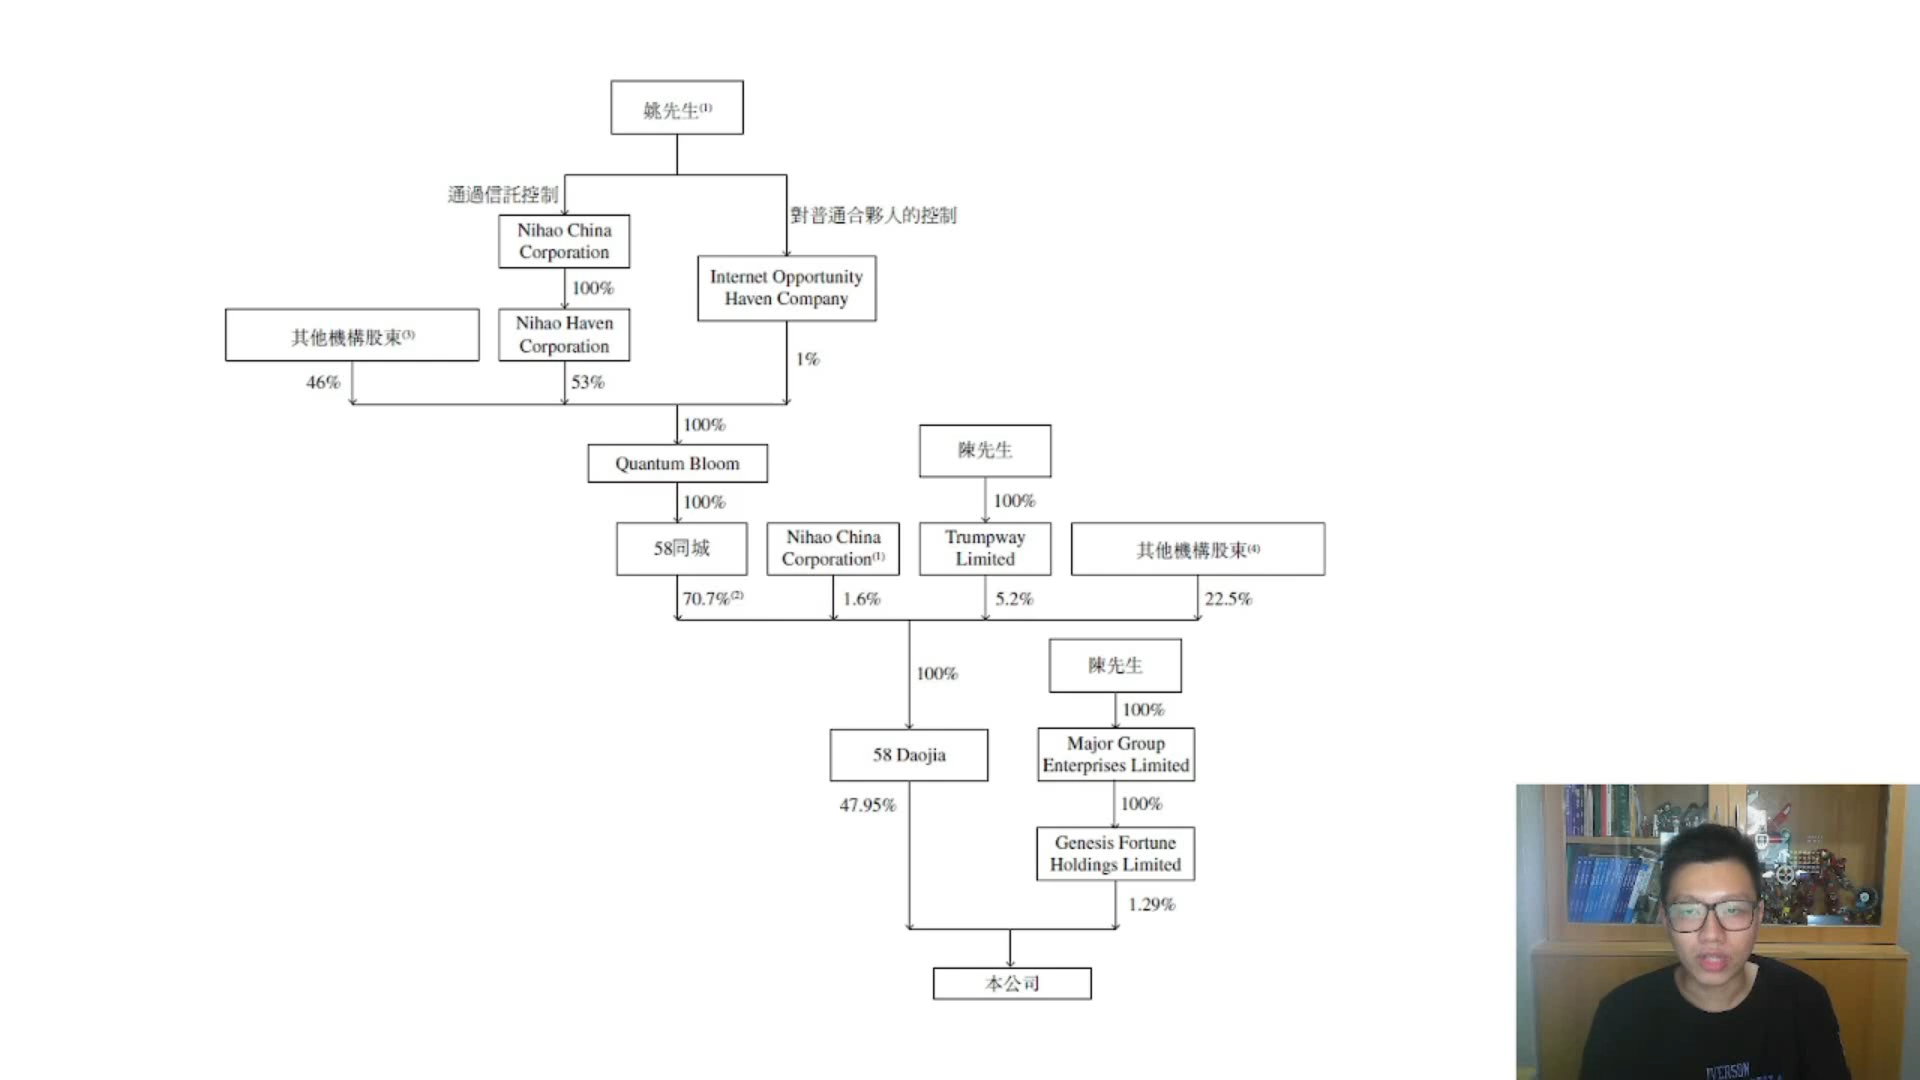 姚先生(1)
通過信託控制
對普通合夥人的控制
Nihao China
Corporation
Internet Opportunity
Haven Company
100%
其他機構股東(3)
Nihao Haven
Corporation
46%
53%
1%
100%
Quantum Bloom
陳先生
100%
100%
58同城
Nihao China
Corporation(1)
Trumpway
Limited
其他機構股東(4)
70.7%(2)
1.6%
5.2%
22.5%
100%
陳先生
100%
58 Daojia
Major Group
Enterprises Limited
47.95%
100%
Genesis Fortune
Holdings Limited
1.29%
本公司
IVERSON